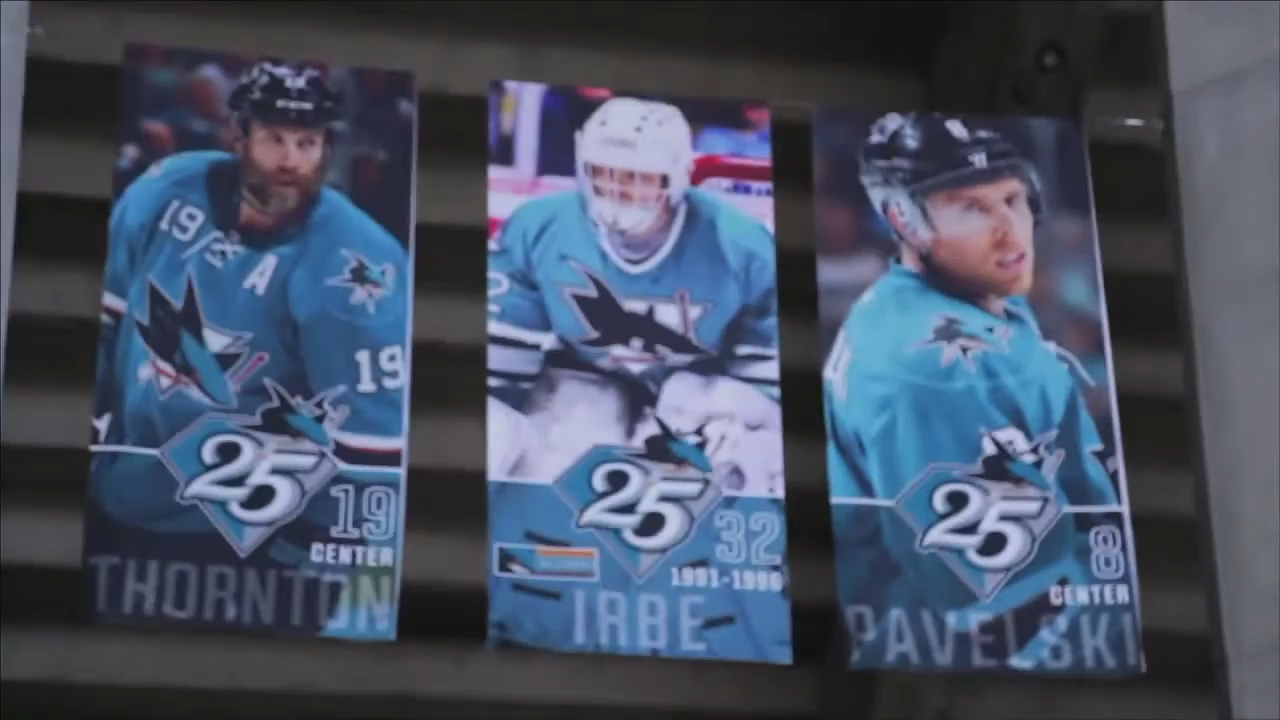 19
A
19
25
19
CENTER
THORNTON
25
32
1991-1996
IRBE
25
8
CENTER
PAVELSKI